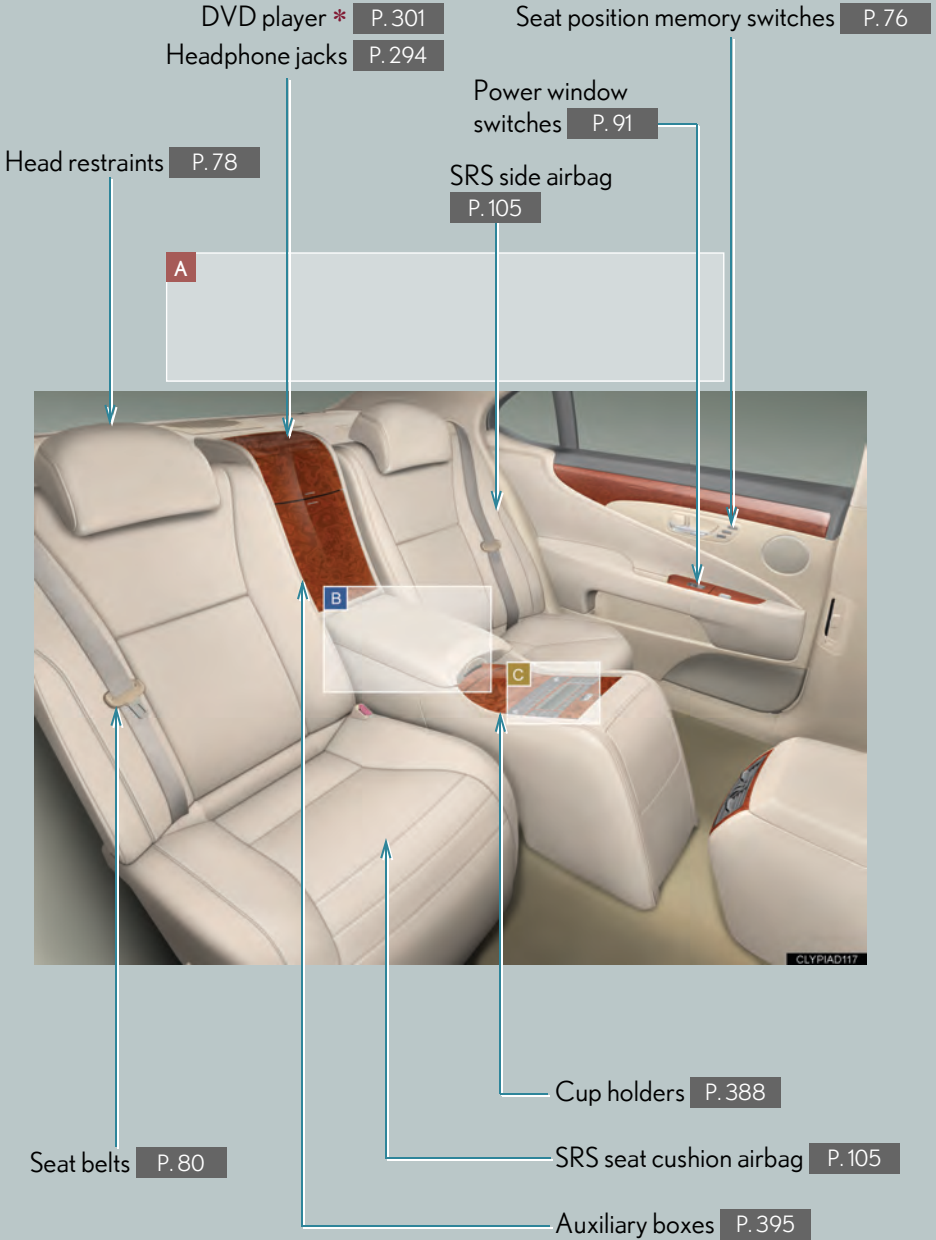 DVD player * P.301
Headphone jacks P.294
Seat position memory switches P.76
Power window
switches P.91
Head restraints P.78
SRS side airbag
P.105
A
B
C
CLYPIAD117
Cup holders P.388
Seat belts P.80
SRS seat cushion airbag P.105
Auxiliary boxes P.395